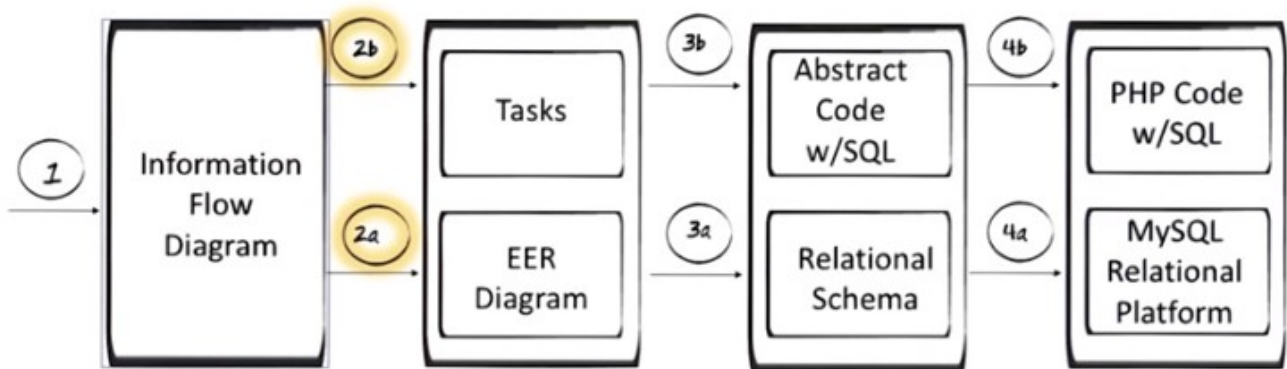 1
Information
Flow
Diagram
2b
2a
Tasks
EER
Diagram
3b
3a
Abstract
Code
w/SQL
Relational
Schema
4b
4a
PHP Code
w/SQL
MySQL
Relational
Platform